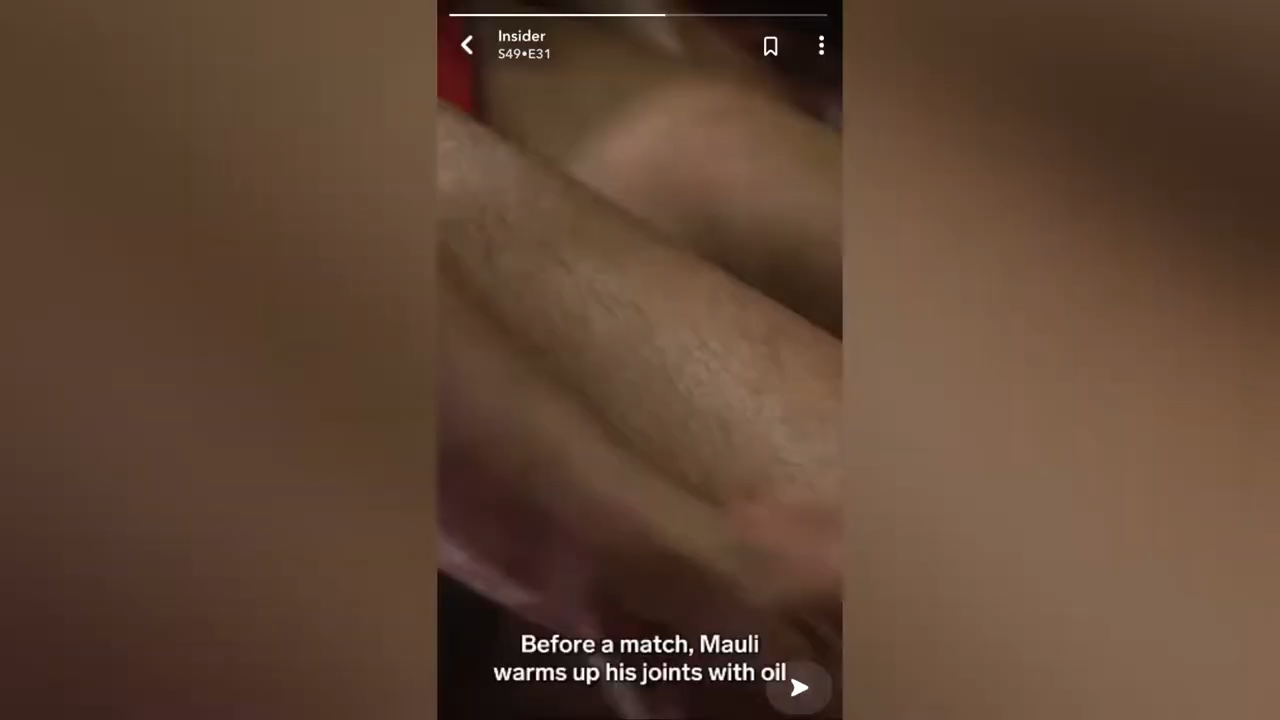 Insider
S49•E31
Before a match, Mauli
warms up his joints with oil